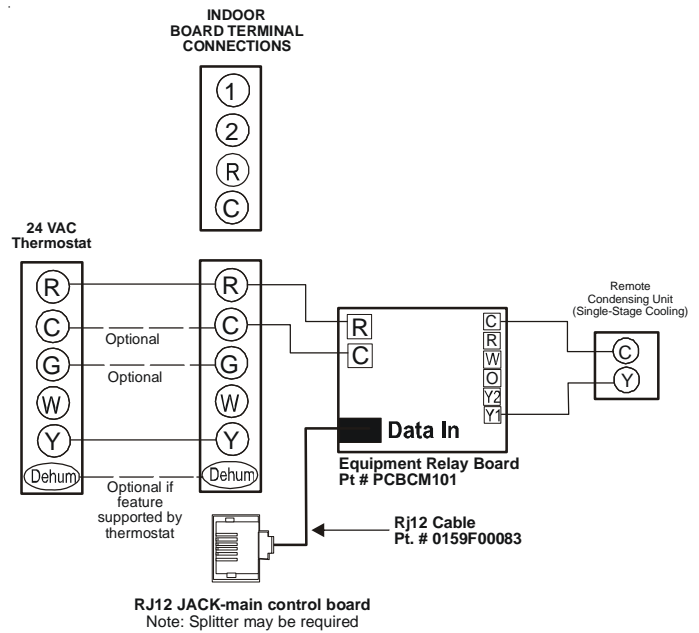 INDOOR
BOARD TERMINAL
CONNECTIONS
1
2
R
C
24 VAC
Thermostat
R
C
G
W
Y
Dehum
Optional
Optional
Optional if
feature
supported by
thermostat
R
C
G
W
Y
Dehum
R
C
Data In
C
R
W
O
Y2
Y1
Equipment Relay Board
Pt # PCBCM101
Remote
Condensing Unit
(Single-Stage Cooling)
C
Y
Rj12 Cable
Pt. # 0159F00083
RJ12 JACK-main control board
Note: Splitter may be required